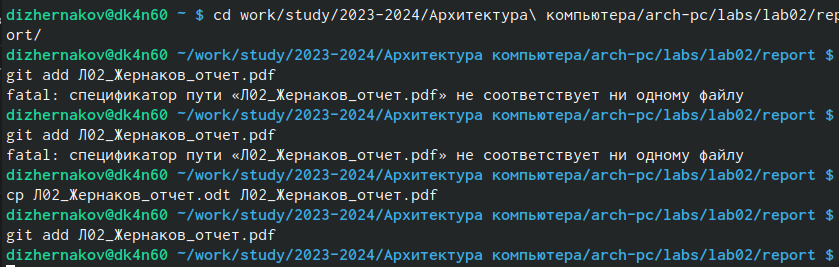 dizhernakov@dk4n60 ~ $ cd work/study/2023-2024/Архитектура\ компьютера/arch-pc/labs/lab02/rep
ort/
dizhernakov@dk4n60 ~/work/study/2023-2024/Архитектура компьютера/arch-pc/labs/lab02/report $
git add Л02_Жернаков_отчет.pdf
fatal: спецификатор пути «Л02_Жернаков_отчет.pdf» не соответствует ни одному файлу
dizhernakov@dk4n60 ~/work/study/2023-2024/Архитектура компьютера/arch-pc/labs/lab02/report $
git add Л02_Жернаков_отчет.pdf
fatal: спецификатор пути «Л02_Жернаков_отчет.pdf» не соответствует ни одному файлу
dizhernakov@dk4n60 ~/work/study/2023-2024/Архитектура компьютера/arch-pc/labs/lab02/report $
cp Л02_Жернаков_отчет.odt Л02_Жернаков_отчет.pdf
dizhernakov@dk4n60 ~/work/study/2023-2024/Архитектура компьютера/arch-pc/labs/lab02/report $
git add Л02_Жернаков_отчет.pdf
dizhernakov@dk4n60 ~/work/study/2023-2024/Архитектура компьютера/arch-pc/labs/lab02/report $